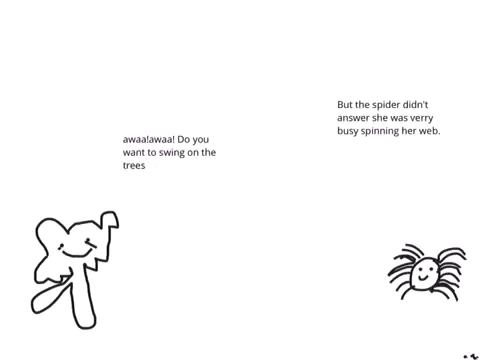 awaa!awaa! Do you
want to swing on the
trees
But the spider didn't
answer she was verry
busy spinning her web.